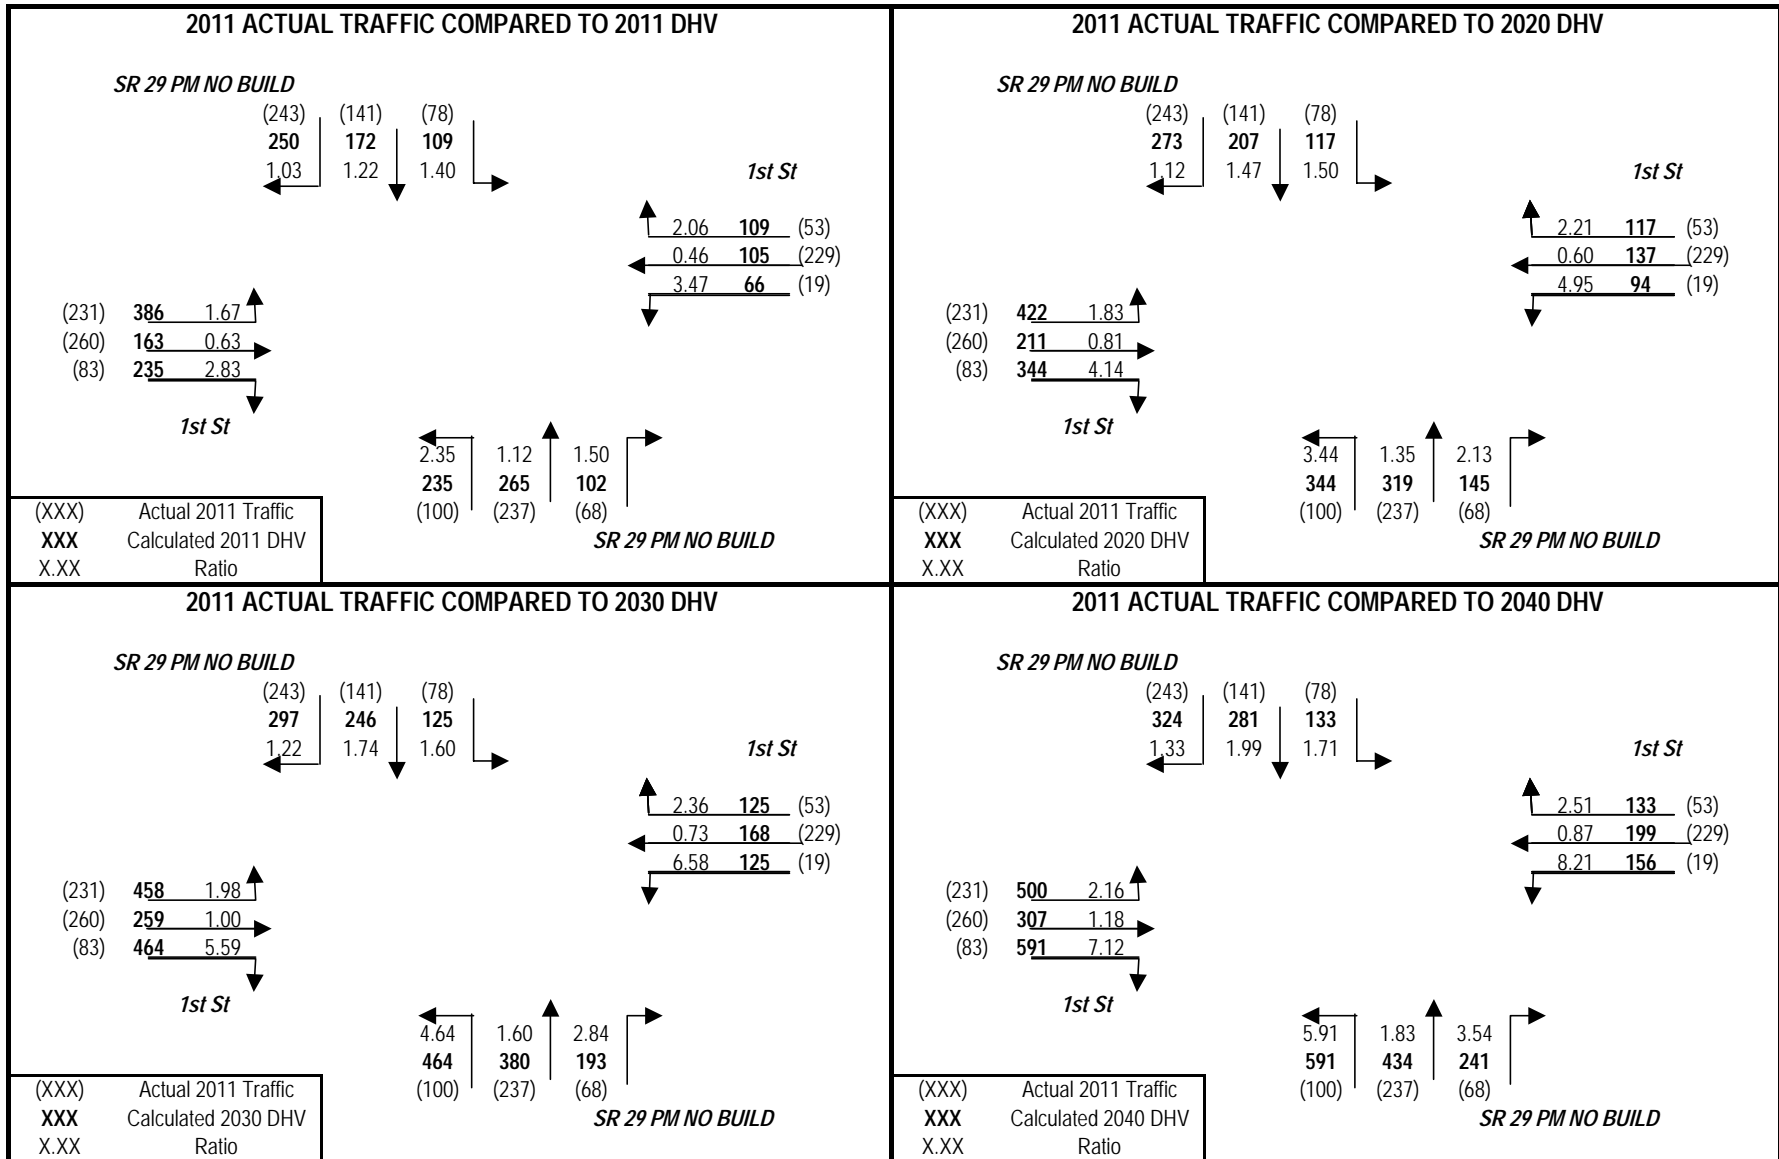 2011 ACTUAL TRAFFIC COMPARED TO 2011 DHV
SR 29 PM NO BUILD
(243) (141) (78)
250 172 109
1.03 1.22 1.40
1st St
2.06 109 (53)
0.46 105 (229)
3.47 66 (19)
(231) 386 1.67
(260) 163 0.63
(83) 235 2.83
1st St
2.35 1.12 1.50
235 265 102
(100) (237) (68)
SR 29 PM NO BUILD
(XXX) Actual 2011 Traffic
XXX Calculated 2011 DHV
X.XX Ratio
2011 ACTUAL TRAFFIC COMPARED TO 2020 DHV
SR 29 PM NO BUILD
(243) (141) (78)
273 207 117
1.12 1.47 1.50
1st St
2.21 117 (53)
0.60 137 (229)
4.95 94 (19)
(231) 422 1.83
(260) 211 0.81
(83) 344 4.14
1st St
3.44 1.35 2.13
344 319 145
(100) (237) (68)
SR 29 PM NO BUILD
(XXX) Actual 2011 Traffic
XXX Calculated 2020 DHV
X.XX Ratio
2011 ACTUAL TRAFFIC COMPARED TO 2030 DHV
SR 29 PM NO BUILD
(243) (141) (78)
297 246 125
1.22 1.74 1.60
1st St
2.36 125 (53)
0.73 168 (229)
6.58 125 (19)
(231) 458 1.98
(260) 259 1.00
(83) 464 5.59
1st St
4.64 1.60 2.84
464 380 193
(100) (237) (68)
SR 29 PM NO BUILD
(XXX) Actual 2011 Traffic
XXX Calculated 2030 DHV
X.XX Ratio
2011 ACTUAL TRAFFIC COMPARED TO 2040 DHV
SR 29 PM NO BUILD
(243) (141) (78)
324 281 133
1.33 1.99 1.71
1st St
2.51 133 (53)
0.87 199 (229)
8.21 156 (19)
(231) 500 2.16
(260) 307 1.18
(83) 591 7.12
1st St
5.91 1.83 3.54
591 434 241
(100) (237) (68)
SR 29 PM NO BUILD
(XXX) Actual 2011 Traffic
XXX Calculated 2040 DHV
X.XX Ratio